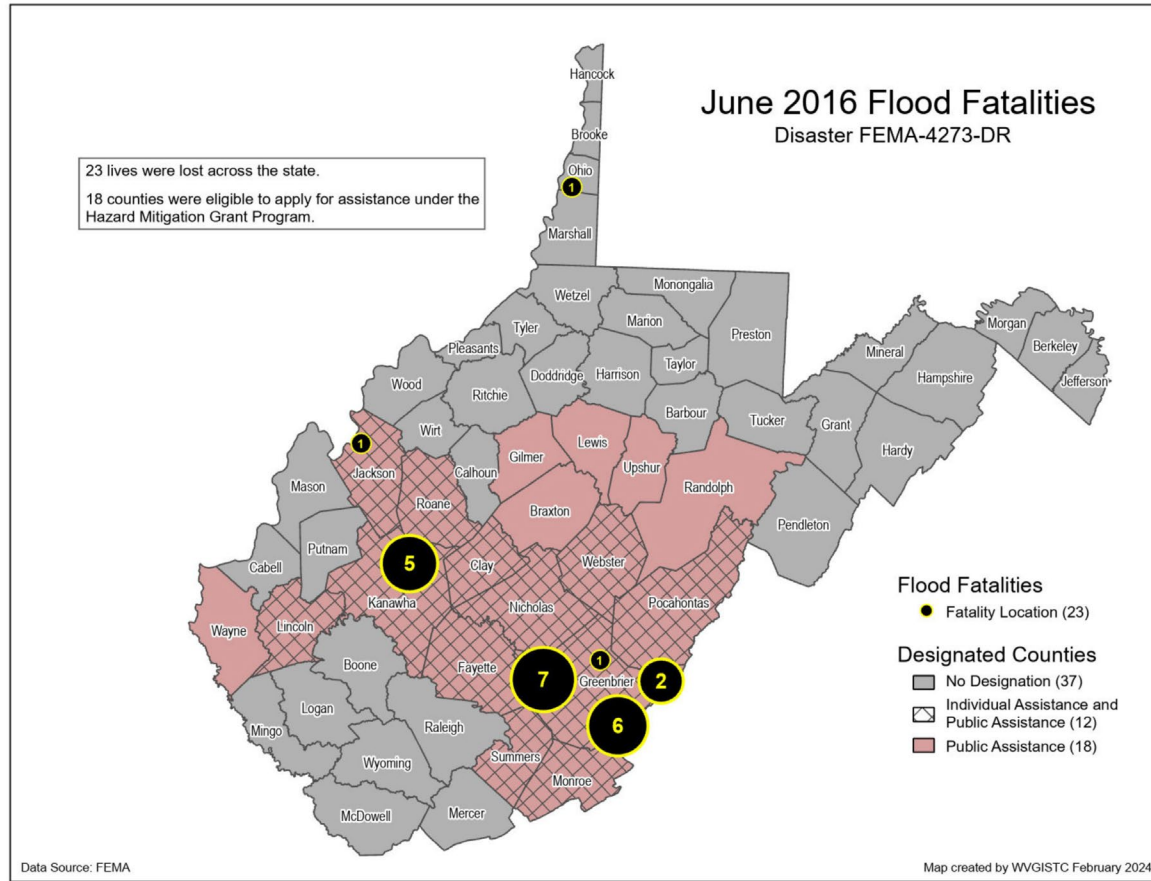 June 2016 Flood Fatalities
Disaster FEMA-4273-DR
23 lives were lost across the state.
18 counties were eligible to apply for assistance under the
Hazard Mitigation Grant Program.
Hancock
Brooke
Ohio
1
Marshall
Wetzel
Monongalia
Tyler
Marion
Preston
Morgan
Pleasants
Mineral
Berkeley
Wood
Doddridge
Harrison
Taylor
Hampshire
Jefferson
Ritchie
Barbour
Tucker
Grant
Wirt
Hardy
1
Jackson
Calhoun
Gilmer
Lewis
Upshur
Mason
Roane
Randolph
Braxton
Pendleton
Putnam
Cabell
5
Clay
Webster
Kanawha
Nicholas
Pocahontas
Wayne
Lincoln
Boone
Fayette
1
7
Greenbrier
2
Logan
Mingo
Raleigh
6
Wyoming
Summers
Monroe
McDowell
Mercer
Flood Fatalities
Fatality Location (23)
Designated Counties
No Designation (37)
Individual Assistance and
Public Assistance (12)
Public Assistance (18)
Data Source: FEMA
Map created by WVGISTC February 2024